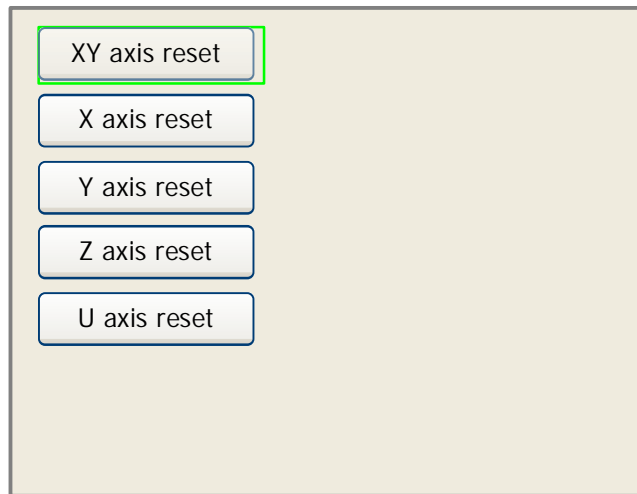 XY axis reset
X axis reset
Y axis reset
Z axis reset
U axis reset